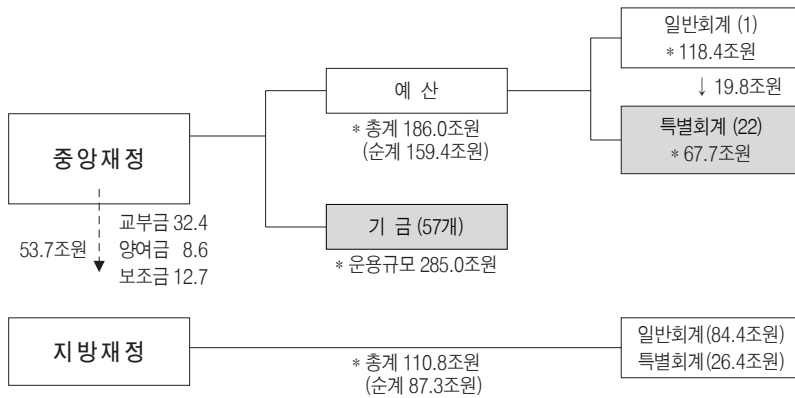 중앙재정
53.7조원
교부금 32.4
양여금 8.6
보조금 12.7
예 산
* 총계 186.0조원
(순계 159.4조원)
일반회계 (1)
* 118.4조원
↓ 19.8조원
특별회계 (22)
* 67.7조원
기 금 (57개)
* 운용규모 285.0조원
지방재정
* 총계 110.8조원
(순계 87.3조원)
일반회계(84.4조원)
특별회계(26.4조원)